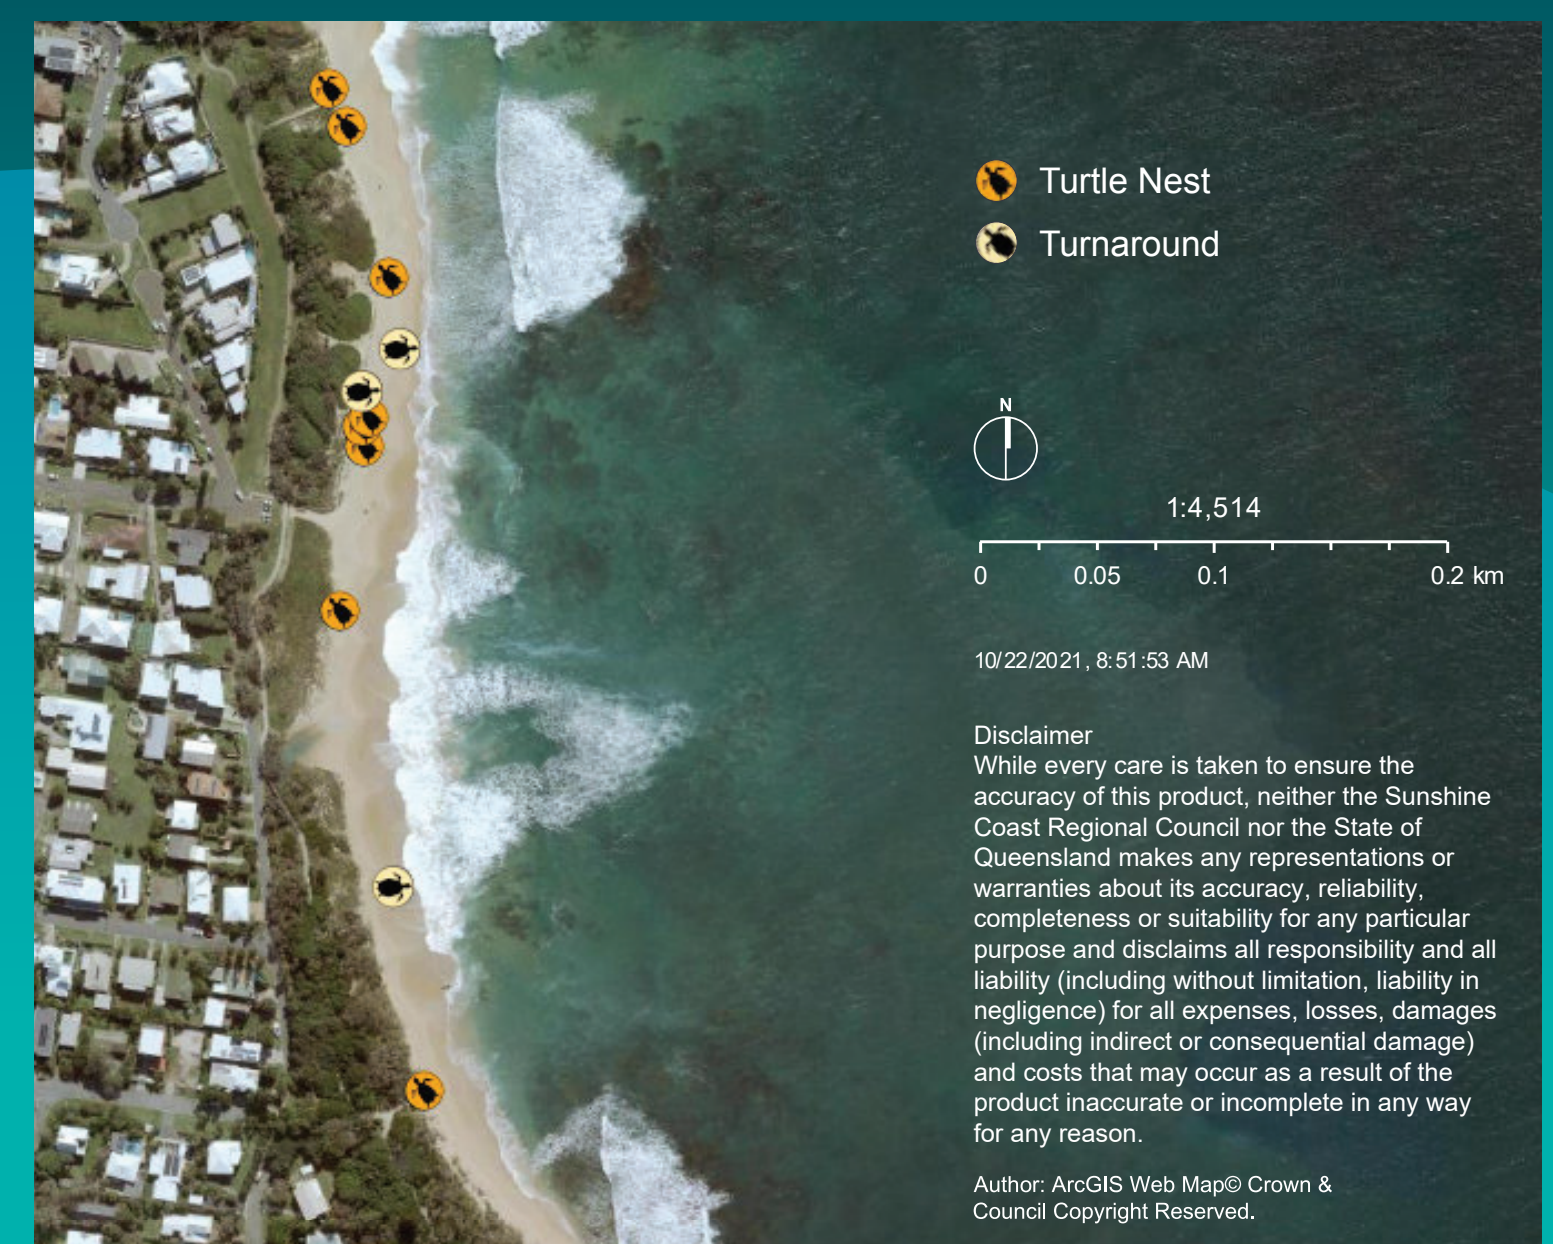 Turtle Nest
Turnaround
N
1:4,514
0 0.05 0.1 0.2 km
10/22/2021, 8:51:53 AM
Disclaimer
While every care is taken to ensure the
accuracy of this product, neither the Sunshine
Coast Regional Council nor the State of
Queensland makes any representations or
warranties about its accuracy, reliability,
completeness or suitability for any particular
purpose and disclaims all responsibility and all
liability (including without limitation, liability in
negligence) for all expenses, losses, damages
(including indirect or consequential damage)
and costs that may occur as a result of the
product inaccurate or incomplete in any way
for any reason.
Author: ArcGIS Web Map© Crown &
Council Copyright Reserved.